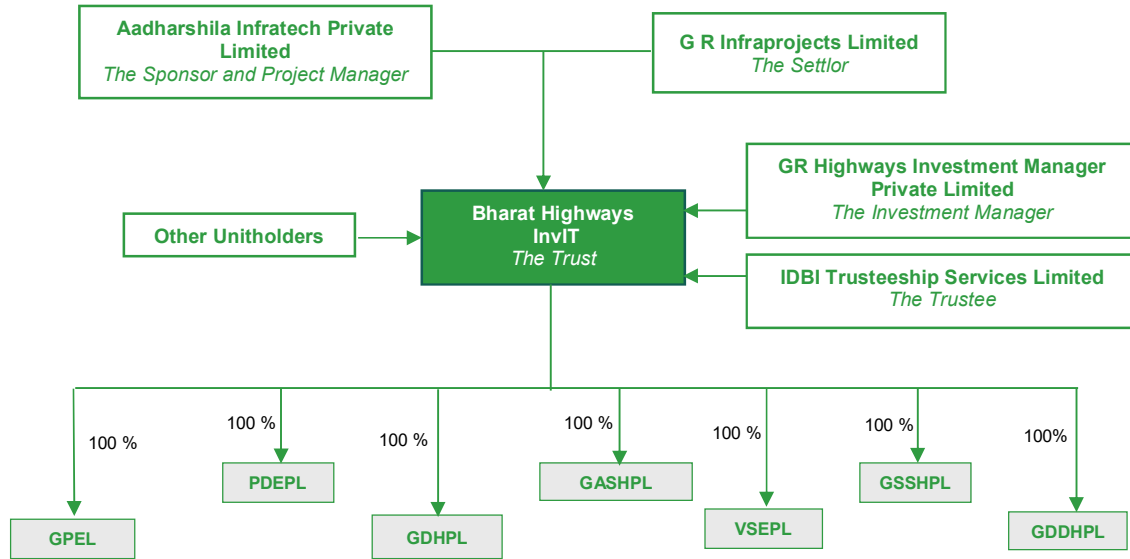 Aadharshila Infratech Private
Limited
The Sponsor and Project Manager
G R Infraprojects Limited
The Settlor
GR Highways Investment Manager
Private Limited
The Investment Manager
Bharat Highways
InvIT
The Trust
Other Unitholders
IDBI Trusteeship Services Limited
The Trustee
100 %
100 %
100 %
100 %
100 %
100 %
100%
PDEPL
GASHPL
GSSHPL
VSEPL
GPEL
GDHPL
GDDHPL